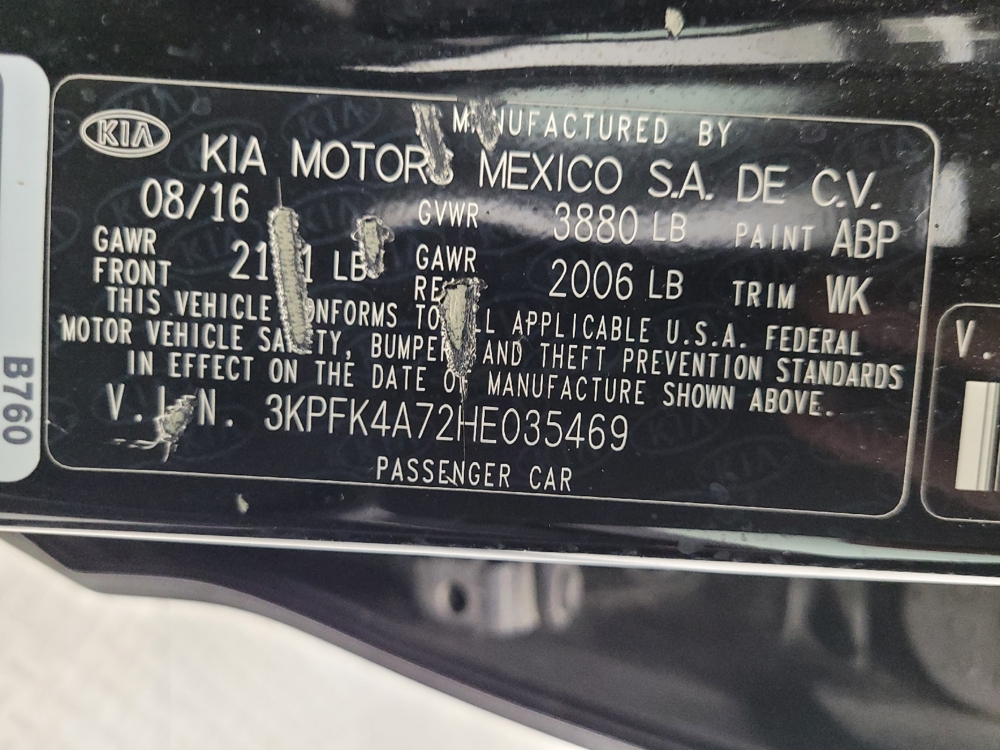 KIA
MANUFACTURED BY
KIA MOTORS MEXICO S.A. DE C.V.
08/16 GVWR 3880 LB PAINT ABP
GAWR FRONT LB GAWR 2006 LB TRIM WK
THIS VEHICLE CONFORMS TO ALL APPLICABLE U.S.A. FEDERAL
MOTOR VEHICLE SAFETY, BUMPER, AND THEFT PREVENTION STANDARDS
IN EFFECT ON THE DATE OF MANUFACTURE SHOWN ABOVE.
V.I.N. 3KPFK4A72HE035469
PASSENGER CAR
B760
V.